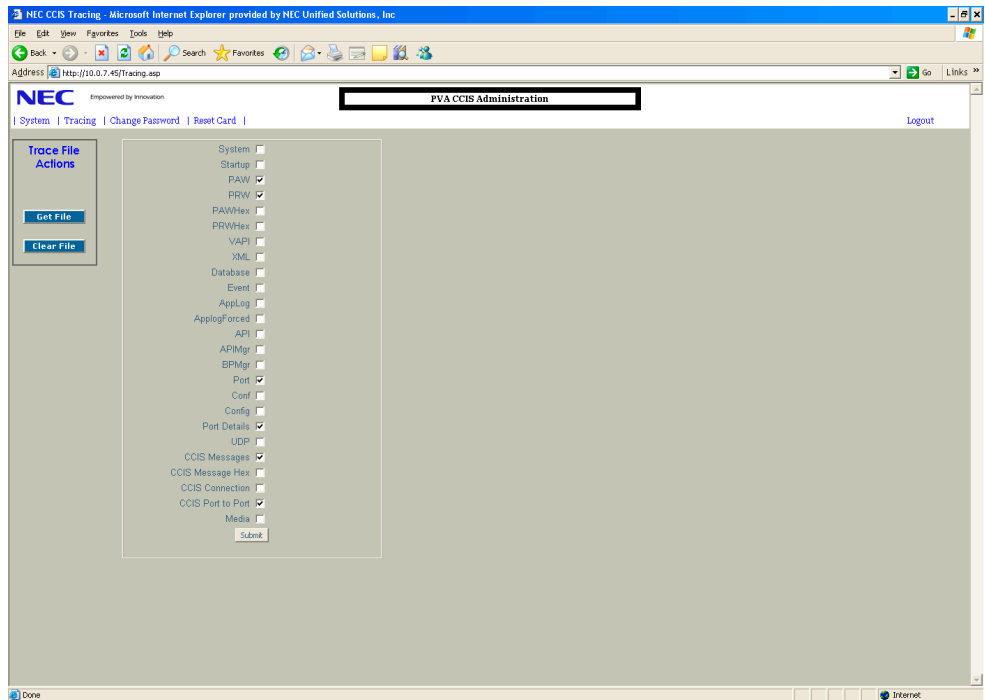 NEC CCIS Tracing - Microsoft Internet Explorer provided by NEC Unified Solutions, Inc
File Edit View Favorites Tools Help
Back Search Favorites
Address http://10.0.7.45/Tracing.asp Go Links »
NEC Empowered by Innovation PVA CCIS Administration
| System | Tracing | Change Password | Reset Card | Logout
Trace File
Actions
Get File
Clear File
System
Startup
PAW
PRW
PAWHex
PRWHex
VAPI
XML
Database
Event
AppLog
ApplogForced
API
APIMgr
BPMgr
Port
Conf
Config
Port Details
UDP
CCIS Messages
CCIS Message Hex
CCIS Connection
CCIS Port to Port
Media
Submit
Done Internet